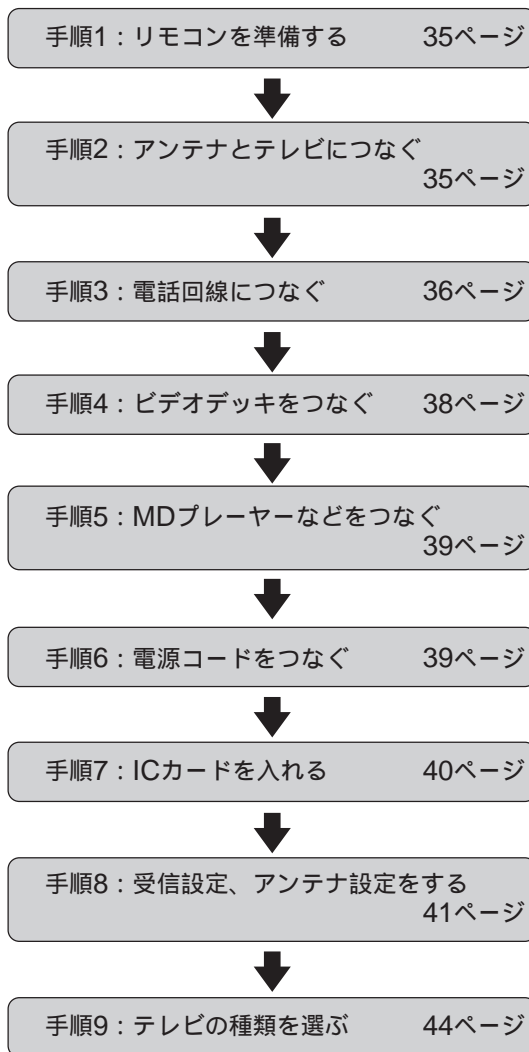 手順1：リモコンを準備する 35ページ
手順2：アンテナとテレビにつなぐ
35ページ
手順3：電話回線につなぐ 36ページ
手順4：ビデオデッキをつなぐ 38ページ
手順5：MDプレーヤーなどをつなぐ
39ページ
手順6：電源コードをつなぐ 39ページ
手順7：ICカードを入れる 40ページ
手順8：受信設定、アンテナ設定をする
41ページ
手順9：テレビの種類を選ぶ 44ページ